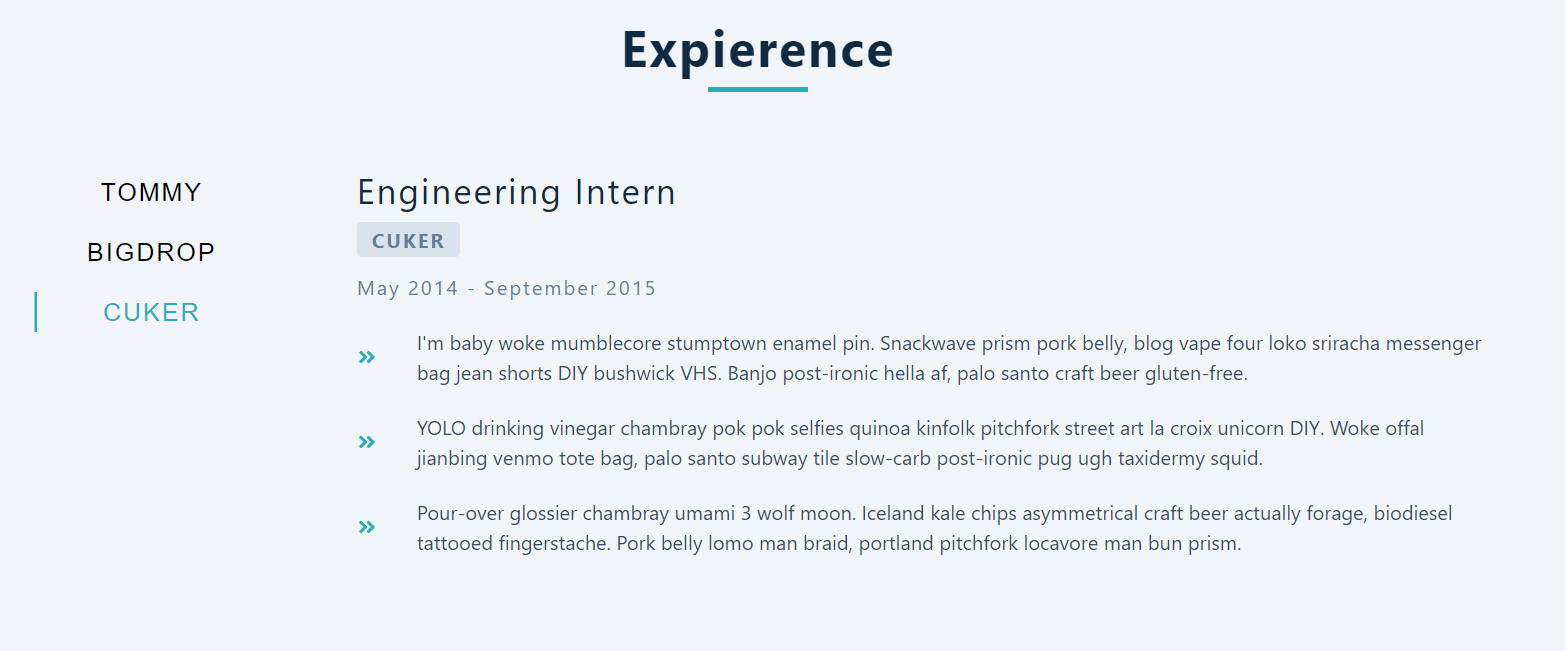 Expierence
TOMMY
BIGDROP
CUKER
Engineering Intern
CUKER
May 2014 - September 2015
I'm baby woke mumblecore stumptown enamel pin. Snackwave prism pork belly, blog vape four loko sriracha messenger
bag jean shorts DIY bushwick VHS. Banjo post-ironic hella af, palo santo craft beer gluten-free.
YOLO drinking vinegar chambray pok pok selfies quinoa kinfolk pitchfork street art la croix unicorn DIY. Woke offal
jianbing venmo tote bag, palo santo subway tile slow-carb post-ironic pug ugh taxidermy squid.
Pour-over glossier chambray umami 3 wolf moon. Iceland kale chips asymmetrical craft beer actually forage, biodiesel
tattooed fingerstache. Pork belly lomo man braid, portland pitchfork locavore man bun prism.